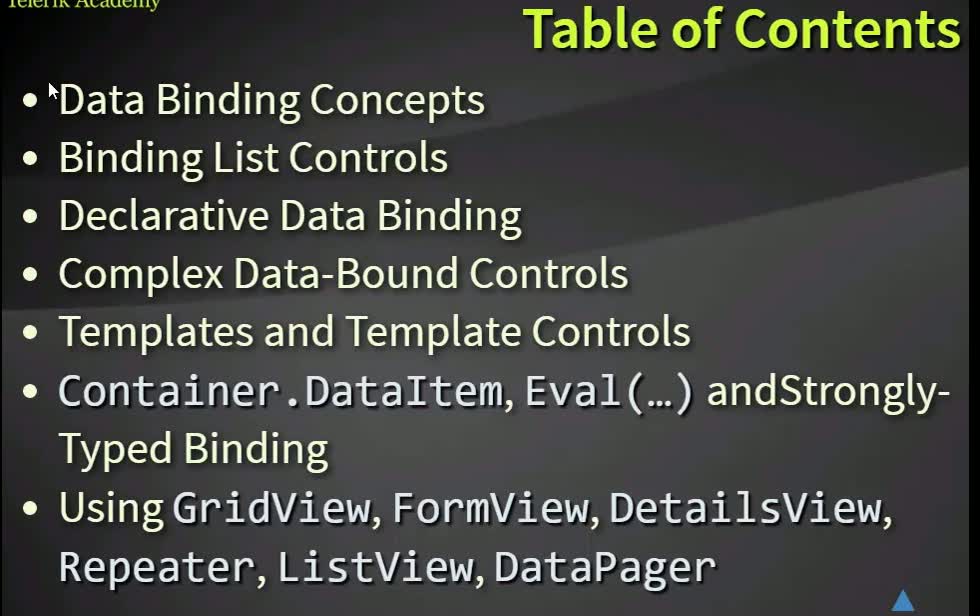 Telerik Academy
Table of Contents
• Data Binding Concepts
• Binding List Controls
• Declarative Data Binding
• Complex Data-Bound Controls
• Templates and Template Controls
• Container.DataItem, Eval(…) andStrongly-
Typed Binding
• Using GridView, FormView, DetailsView,
Repeater, ListView, DataPager